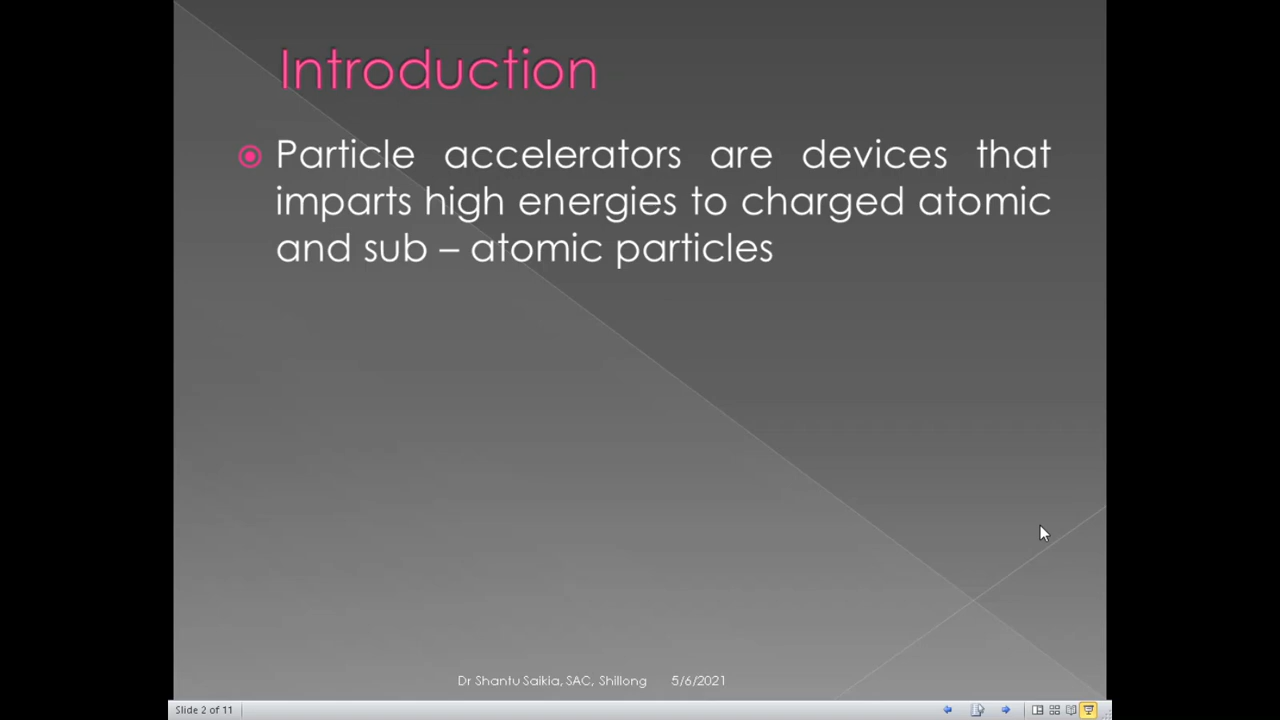 Introduction
Particle accelerators are devices that
imparts high energies to charged atomic
and sub – atomic particles
Dr Shantu Saikia, SAC, Shillong 5/6/2021
Slide 2 of 11